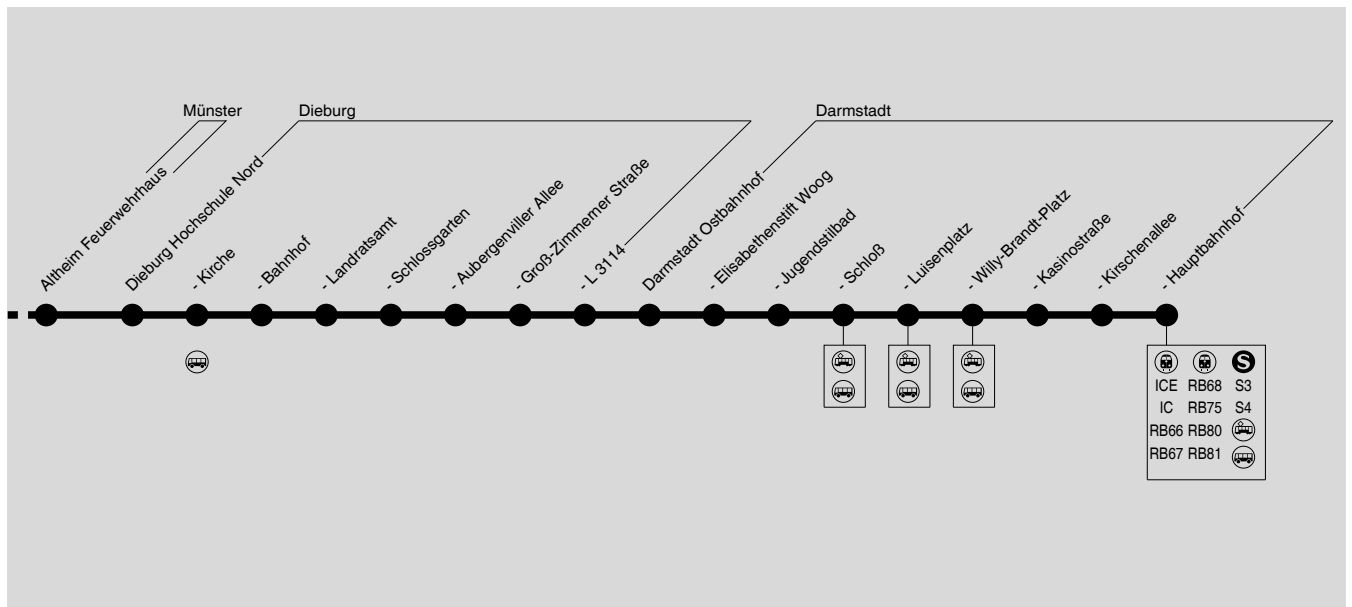 Münster
Dieburg
Darmstadt
Altheim Feuerwehrhaus
Dieburg Hochschule Nord
- Kirche
- Bahnhof
- Landratsamt
- Schlossgarten
- Aubergenviller Allee
- Groß-Zimmerner Straße
- L 3114
Darmstadt Ostbahnhof
- Elisabethenstift Woog
- Jugendstilbad
- Schloß
- Luisenplatz
- Willy-Brandt-Platz
- Kasinostraße
- Kirschenallee
- Hauptbahnhof
S
ICE RB68 S3
IC RB75 S4
RB66 RB80
RB67 RB81